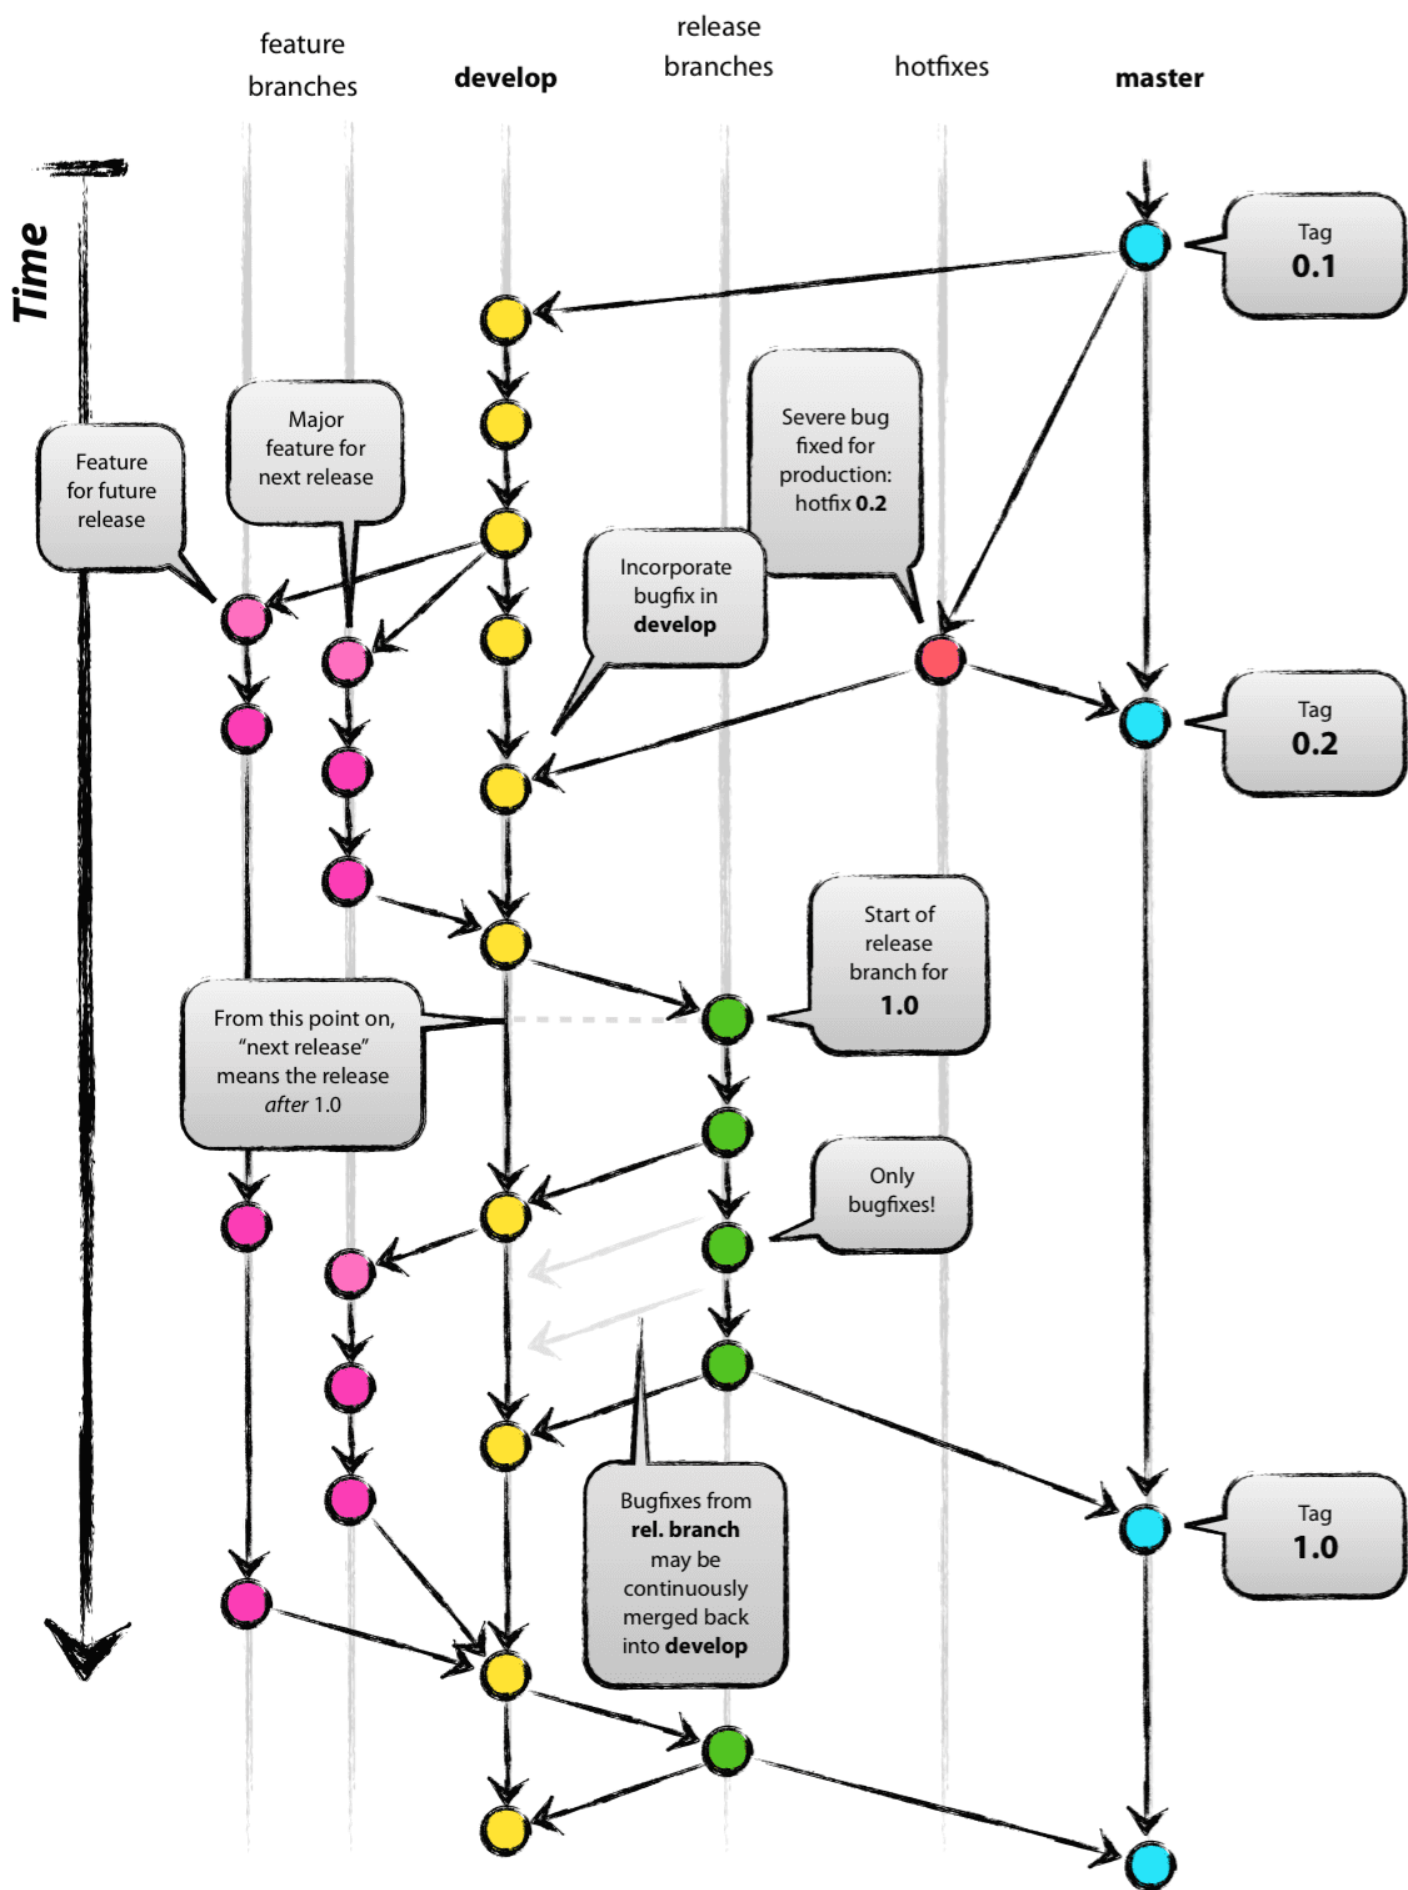 feature
branches
develop
release
branches
hotfixes
master
Time
Tag
0.1
Major
feature for
next release
Feature
for future
release
Severe bug
fixed for
production:
hotfix 0.2
Incorporate
bugfix in
develop
Tag
0.2
Start of
release
branch for
1.0
From this point on,
“next release”
means the release
after 1.0
Only
bugfixes!
Bugfixes from
rel. branch
may be
continuously
merged back
into develop
Tag
1.0